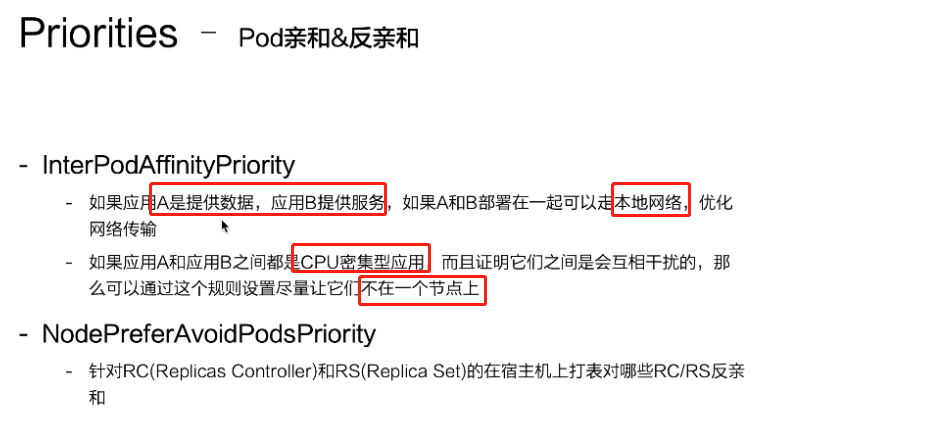 Priorities - Pod亲和&反亲和
- InterPodAffinityPriority
- 如果应用A是提供数据，应用B提供服务，如果A和B部署在一起可以走本地网络，优化
网络传输
- 如果应用A和应用B之间都是CPU密集型应用，而且证明它们之间是会互相干扰的，那
么可以通过这个规则设置尽量让它们不在一个节点上
- NodePreferAvoidPodsPriority
- 针对RC(Replicas Controller)和RS(Replica Set)的在宿主机上打表对哪些RC/RS反亲
和